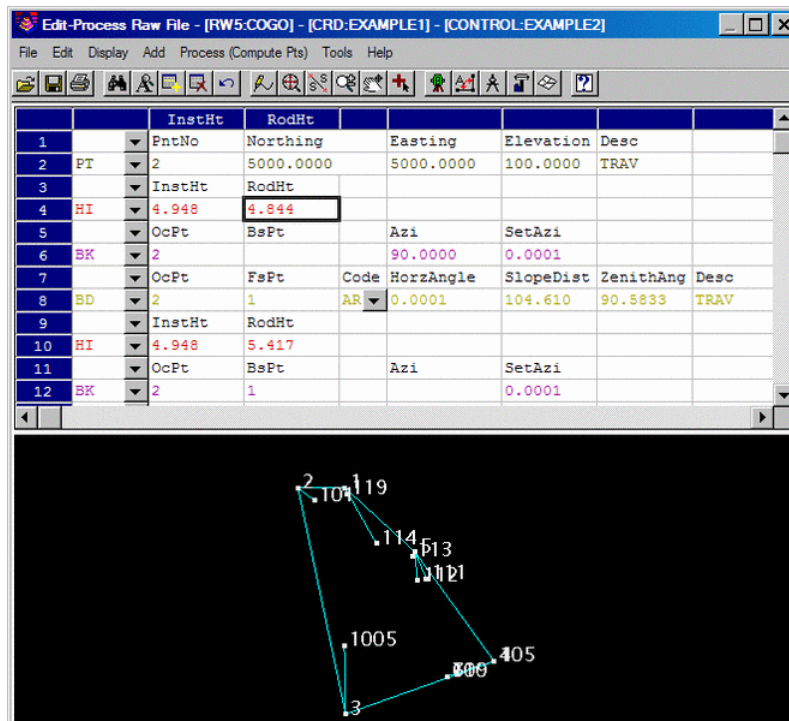 Edit-Process Raw File - [RW5:COGO] - [CRD:EXAMPLE1] - [CONTROL:EXAMPLE2]
File Edit Display Add Process (Compute Pts) Tools Help
InstHt RodHt
1 PntNo Northing Easting Elevation Desc
2 PT 2 5000.0000 5000.0000 100.0000 TRAV
3 InstHt RodHt
4 HI 4.948 4.844
5 OcPt BsPt Azi SetAzi
6 BK 2 90.0000 0.0001
7 OcPt FsPt Code HorzAngle SlopeDist ZenithAng Desc
8 BD 2 1 AR 0.0001 104.610 90.5833 TRAV
9 InstHt RodHt
10 HI 4.948 5.417
11 OcPt BsPt Azi SetAzi
12 BK 2 1 0.0001
2 1
101 119
114 5
113
1005
405
3